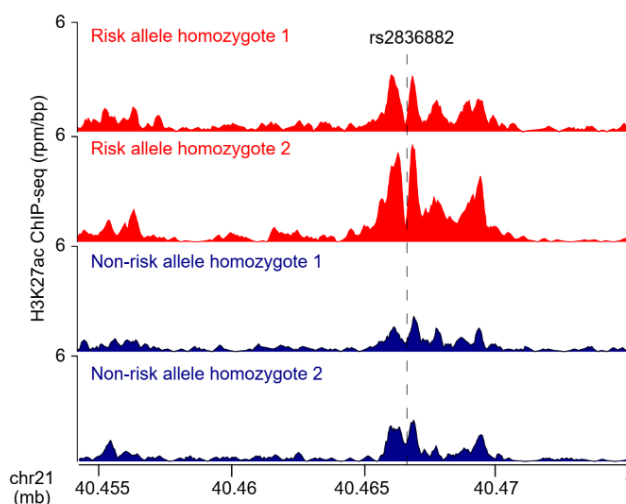 6
Risk allele homozygote 1
rs2836882
6
Risk allele homozygote 2
6
Non-risk allele homozygote 1
6
Non-risk allele homozygote 2
H3K27ac ChIP-seq (rpm/bp)
chr21
(mb)
40.455
40.46
40.465
40.47